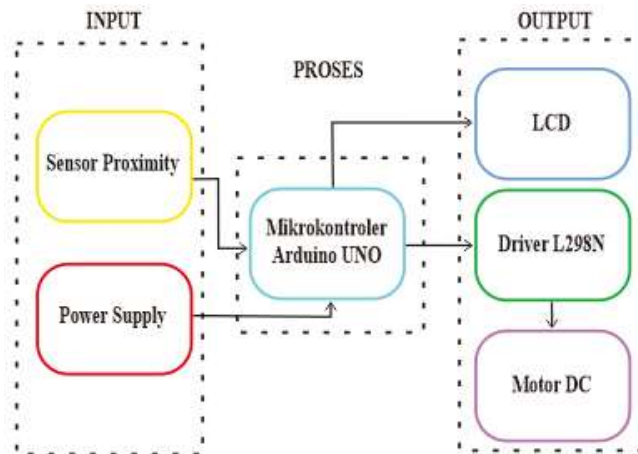 INPUT
OUTPUT
PROSES
Sensor Proximity
Power Supply
Mikrokontroler
Arduino UNO
LCD
Driver L298N
Motor DC